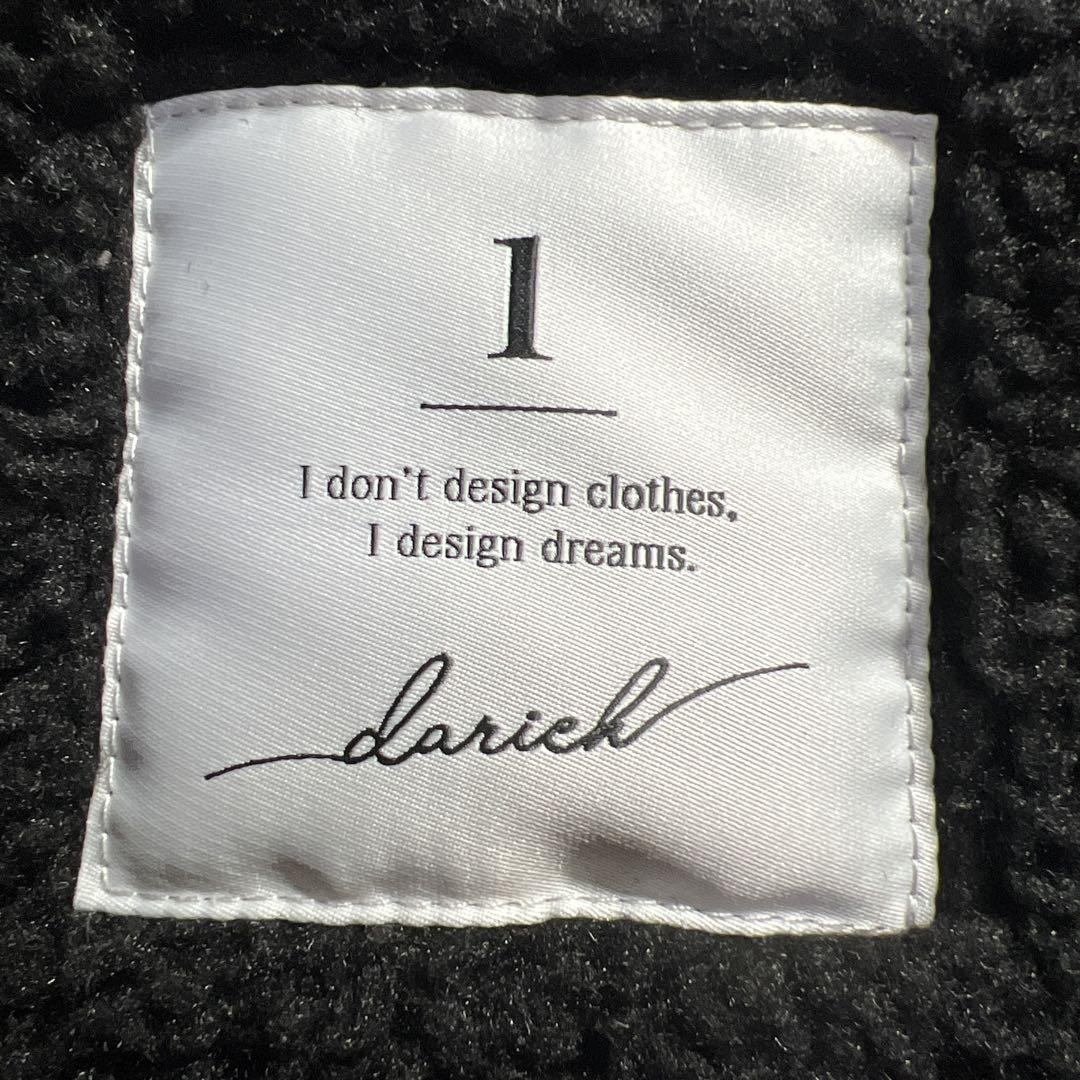 1
I don't design clothes,
I design dreams.
darich